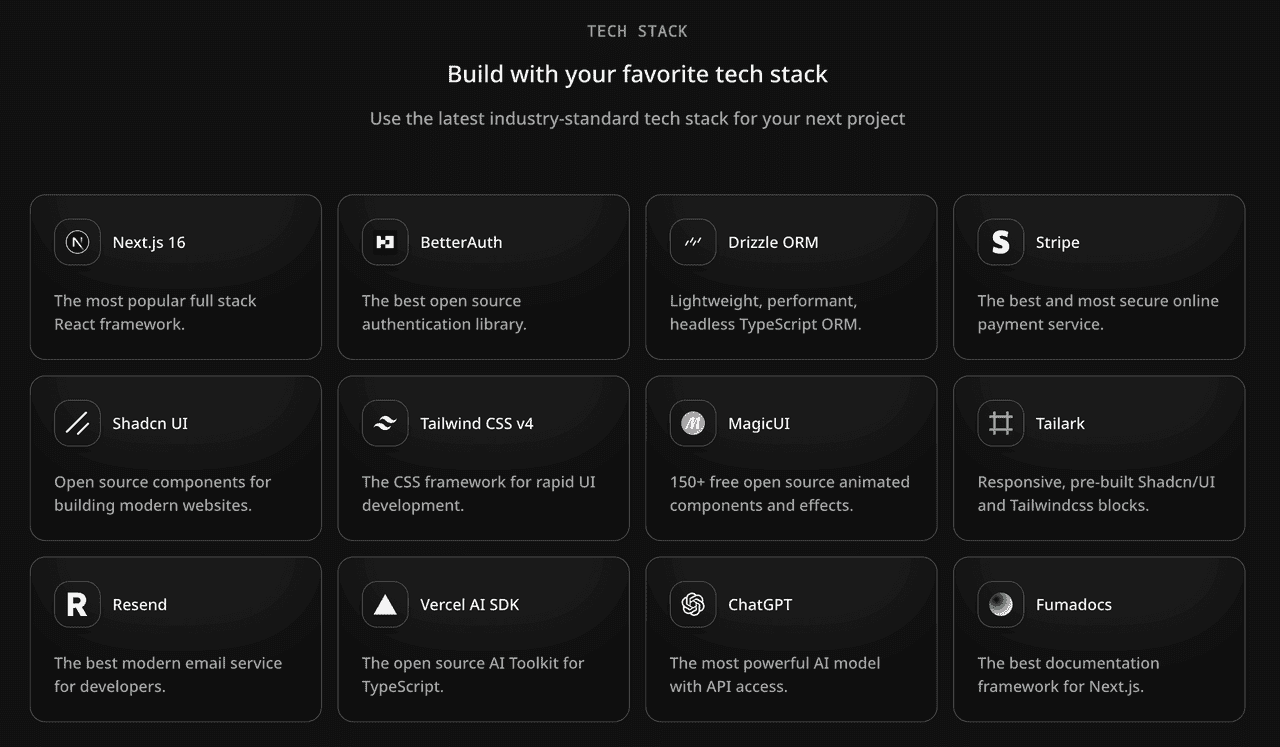 TECH STACK
Build with your favorite tech stack
Use the latest industry-standard tech stack for your next project
Next.js 16
The most popular full stack
React framework.
BetterAuth
The best open source
authentication library.
Drizzle ORM
Lightweight, performant,
headless TypeScript ORM.
Stripe
The best and most secure online
payment service.
Shadcn UI
Open source components for
building modern websites.
Tailwind CSS v4
The CSS framework for rapid UI
development.
MagicUI
150+ free open source animated
components and effects.
Tailark
Responsive, pre-built Shadcn/UI
and Tailwindcss blocks.
Resend
The best modern email service
for developers.
Vercel AI SDK
The open source AI Toolkit for
TypeScript.
ChatGPT
The most powerful AI model
with API access.
Fumadocs
The best documentation
framework for Next.js.